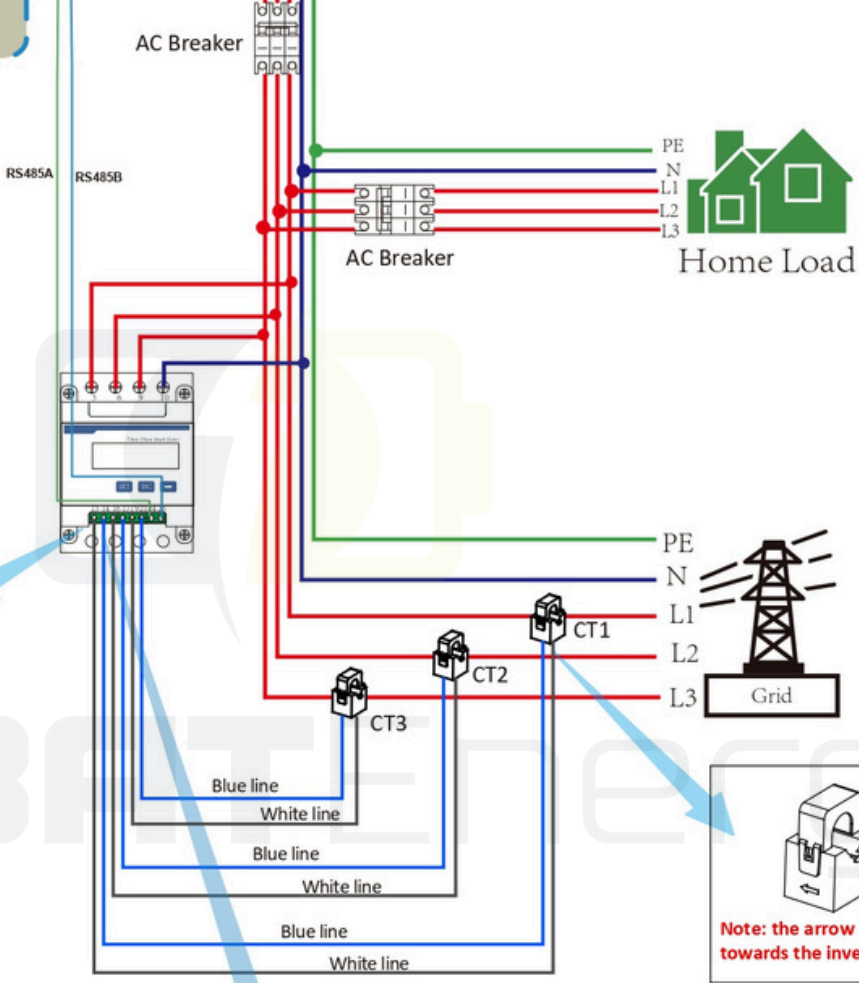 AC Breaker
RS485A
RS485B
PE
N
L1
L2
L3
AC Breaker
Home Load
PE
N
L1
CT1
L2
CT2
L3
Grid
CT3
Blue line
White line
Blue line
White line
Blue line
White line
BATEnerg
Note: the arrow
towards the inve